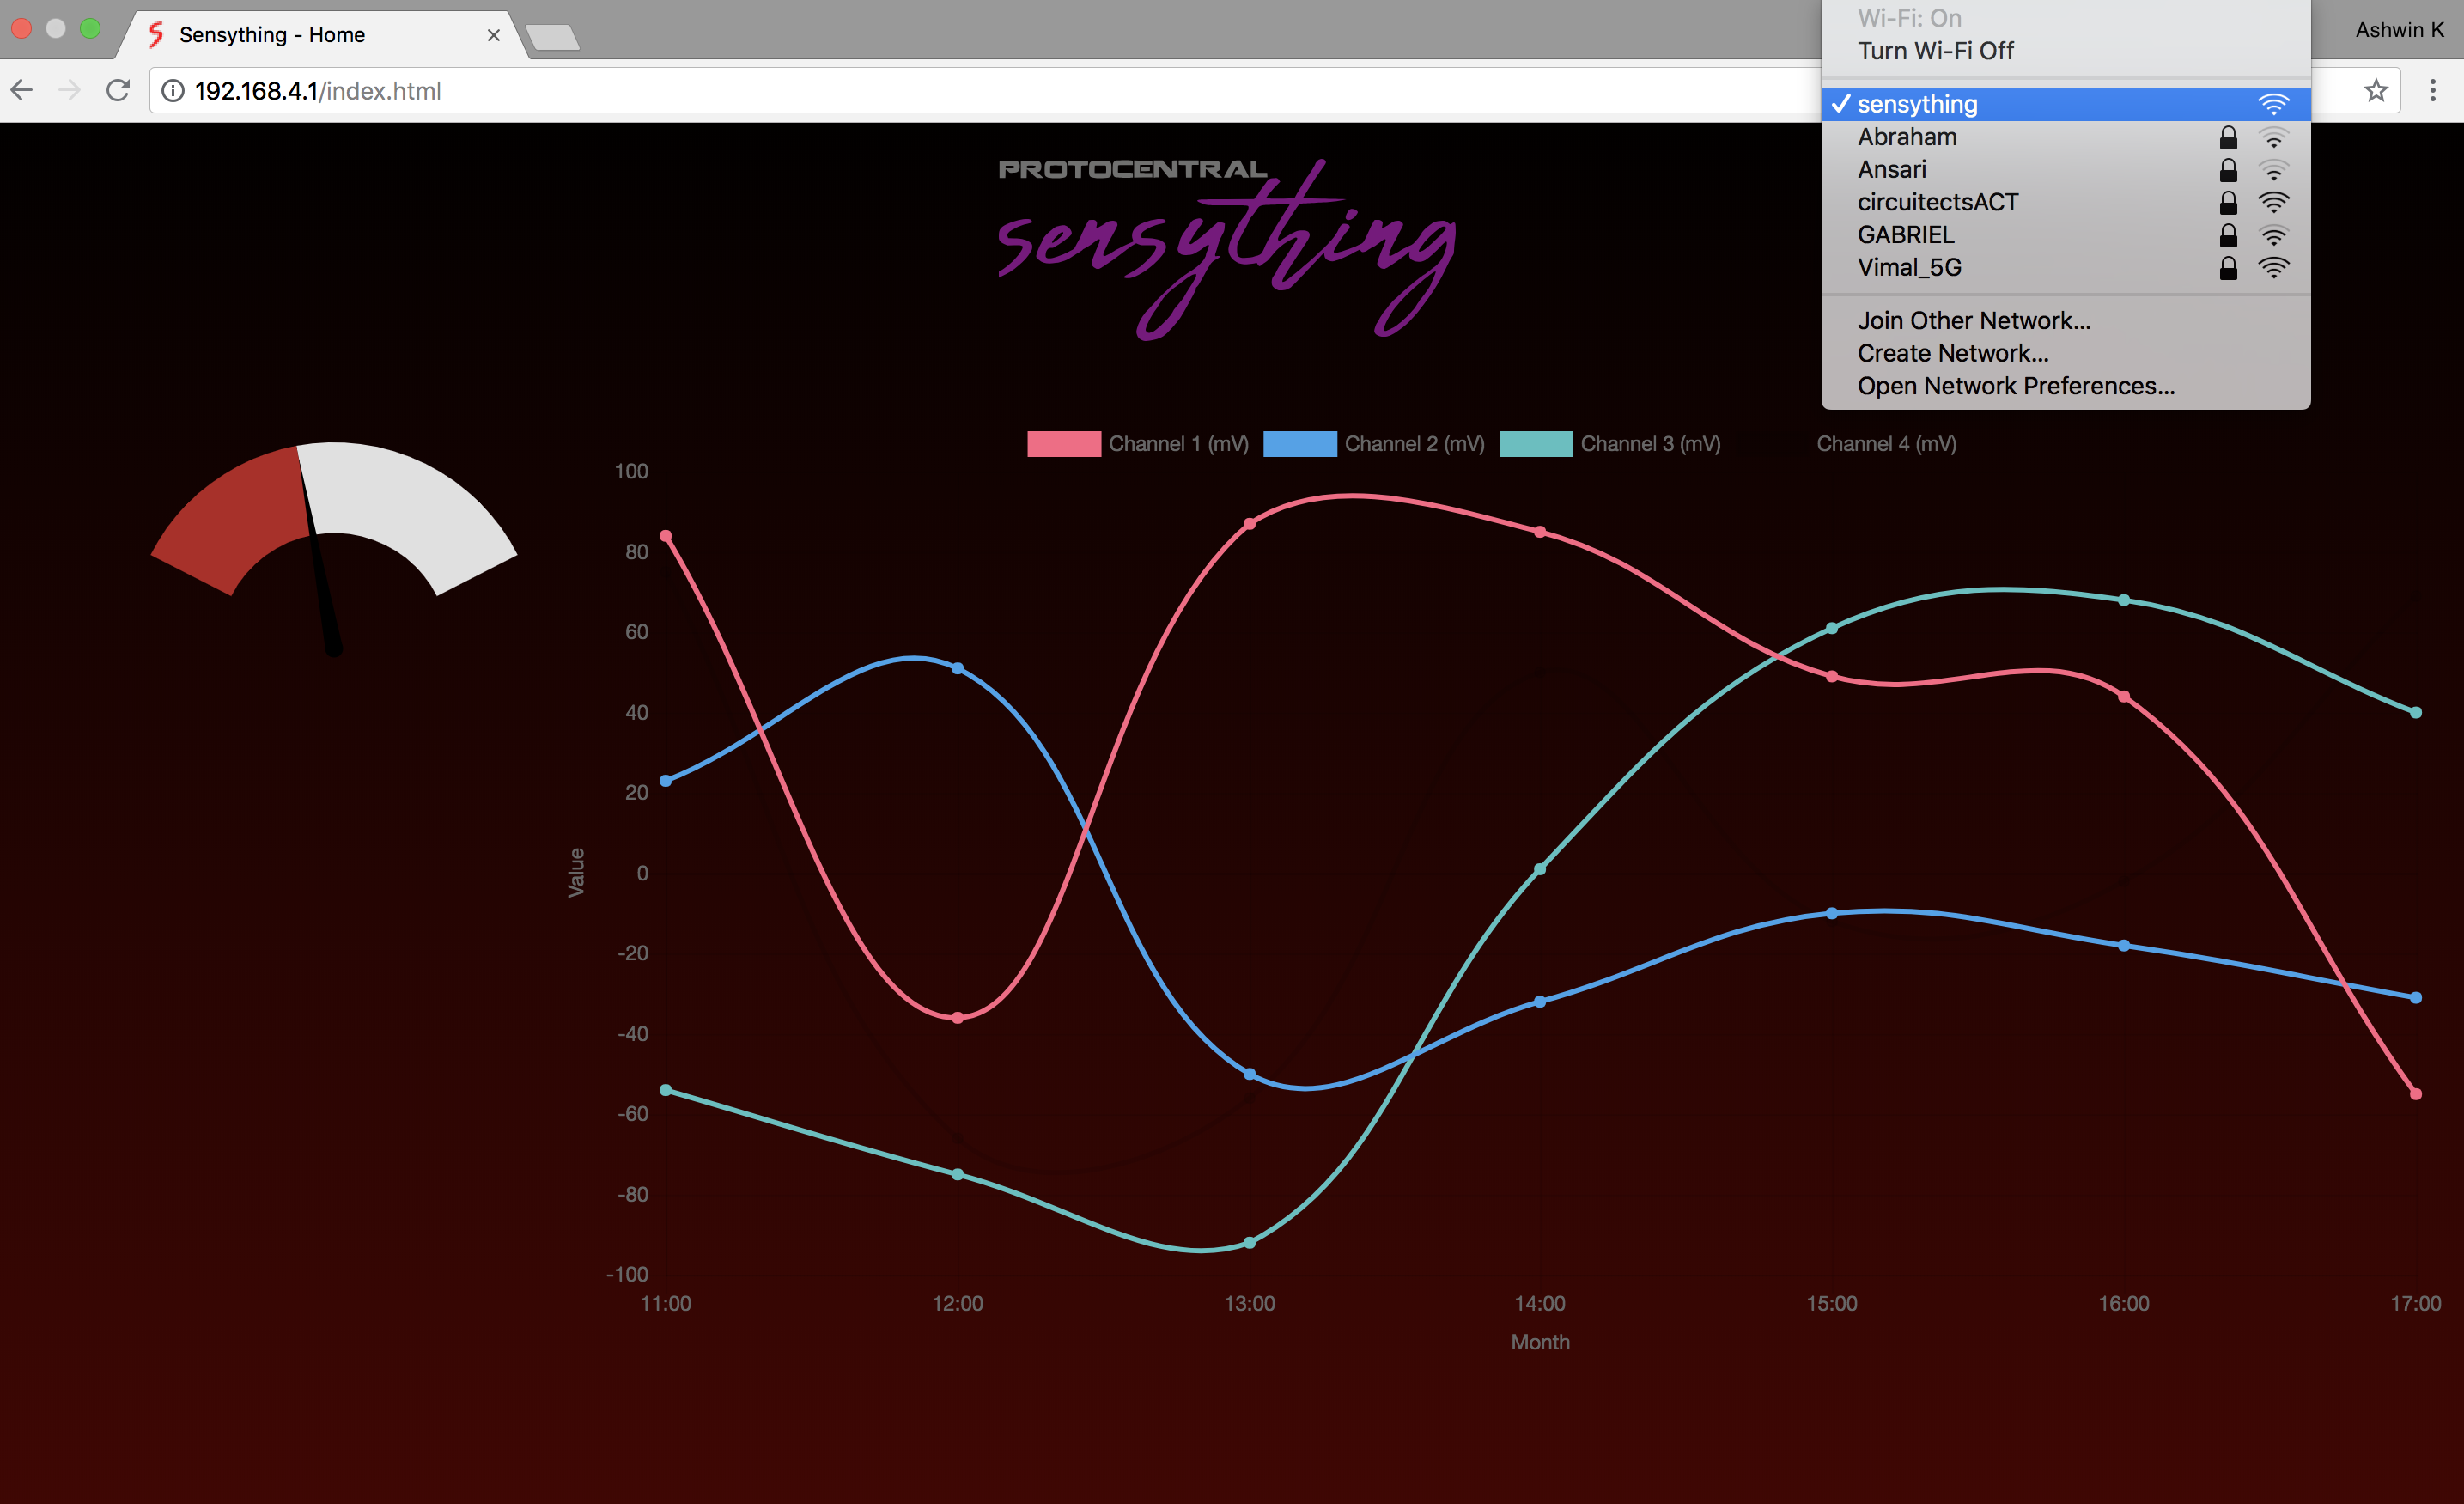 Sensything - Home
Ashwin K
192.168.4.1/index.html
Wi-Fi: On
Turn Wi-Fi Off
sensything
Abraham
Ansari
circuitectsACT
GABRIEL
Vimal_5G
Join Other Network...
Create Network...
Open Network Preferences...
PROTOCENTRAL
sensything
Channel 1 (mV) Channel 2 (mV) Channel 3 (mV) Channel 4 (mV)
100
80
60
40
20
0
-20
-40
-60
-80
-100
Value
11:00 12:00 13:00 14:00 15:00 16:00 17:00
Month